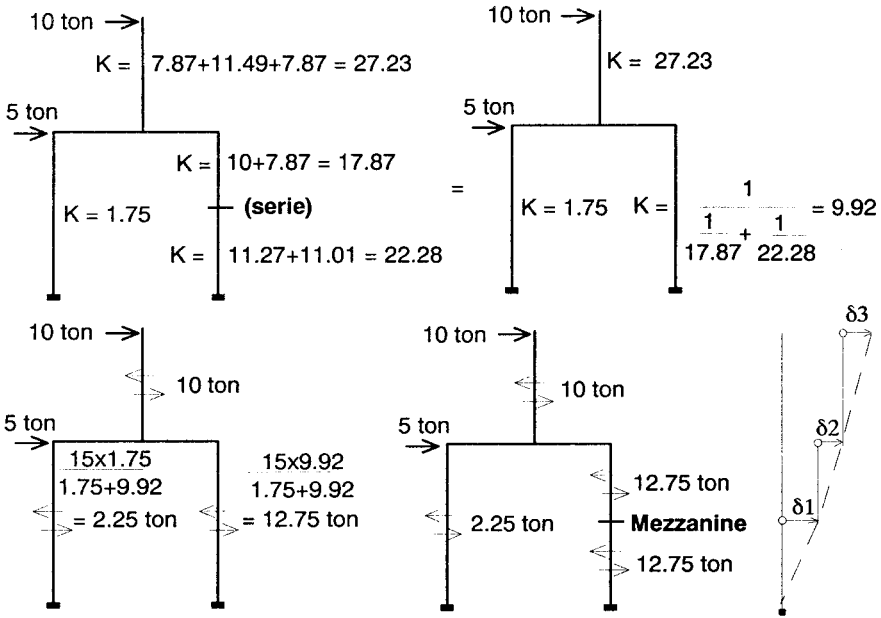 10 ton
K = 7.87+11.49+7.87 = 27.23
5 ton
K = 10+7.87 = 17.87
K = 1.75
(serie)
K = 11.27+11.01 = 22.28
=
10 ton
K = 27.23
5 ton
K = 1.75
K = 1 / (1/17.87 + 1/22.28) = 9.92
10 ton
10 ton
5 ton
15x1.75
1.75+9.92
= 2.25 ton
15x9.92
1.75+9.92
= 12.75 ton
10 ton
10 ton
5 ton
12.75 ton
2.25 ton
Mezzanine
12.75 ton
δ3
δ2
δ1